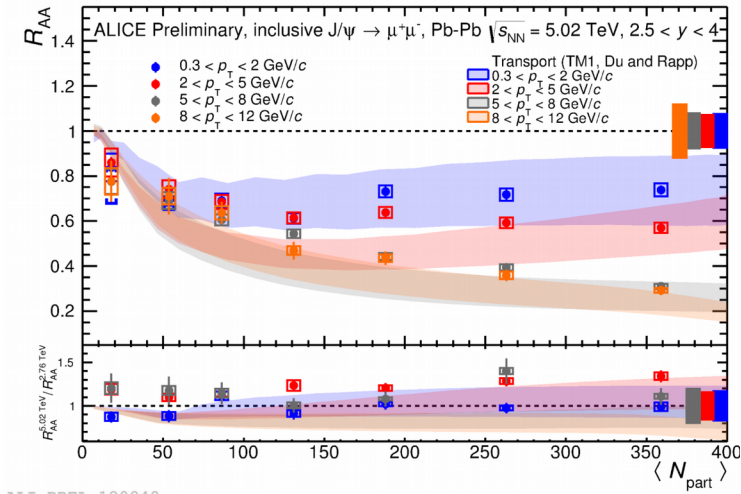 ALICE Preliminary, inclusive J/ψ → μ⁺μ⁻, Pb-Pb √s_NN = 5.02 TeV, 2.5 < y < 4
0.3 < p_T < 2 GeV/c
2 < p_T < 5 GeV/c
5 < p_T < 8 GeV/c
8 < p_T < 12 GeV/c
Transport (TM1, Du and Rapp)
0.3 < p_T < 2 GeV/c
2 < p_T < 5 GeV/c
5 < p_T < 8 GeV/c
8 < p_T < 12 GeV/c
R_AA
1.4
1.2
1
0.8
0.6
0.4
0.2
R_AA^5.02 TeV/R_AA^2.76 TeV
1.5
1
0 50 100 150 200 250 300 350 400
⟨ N_part ⟩